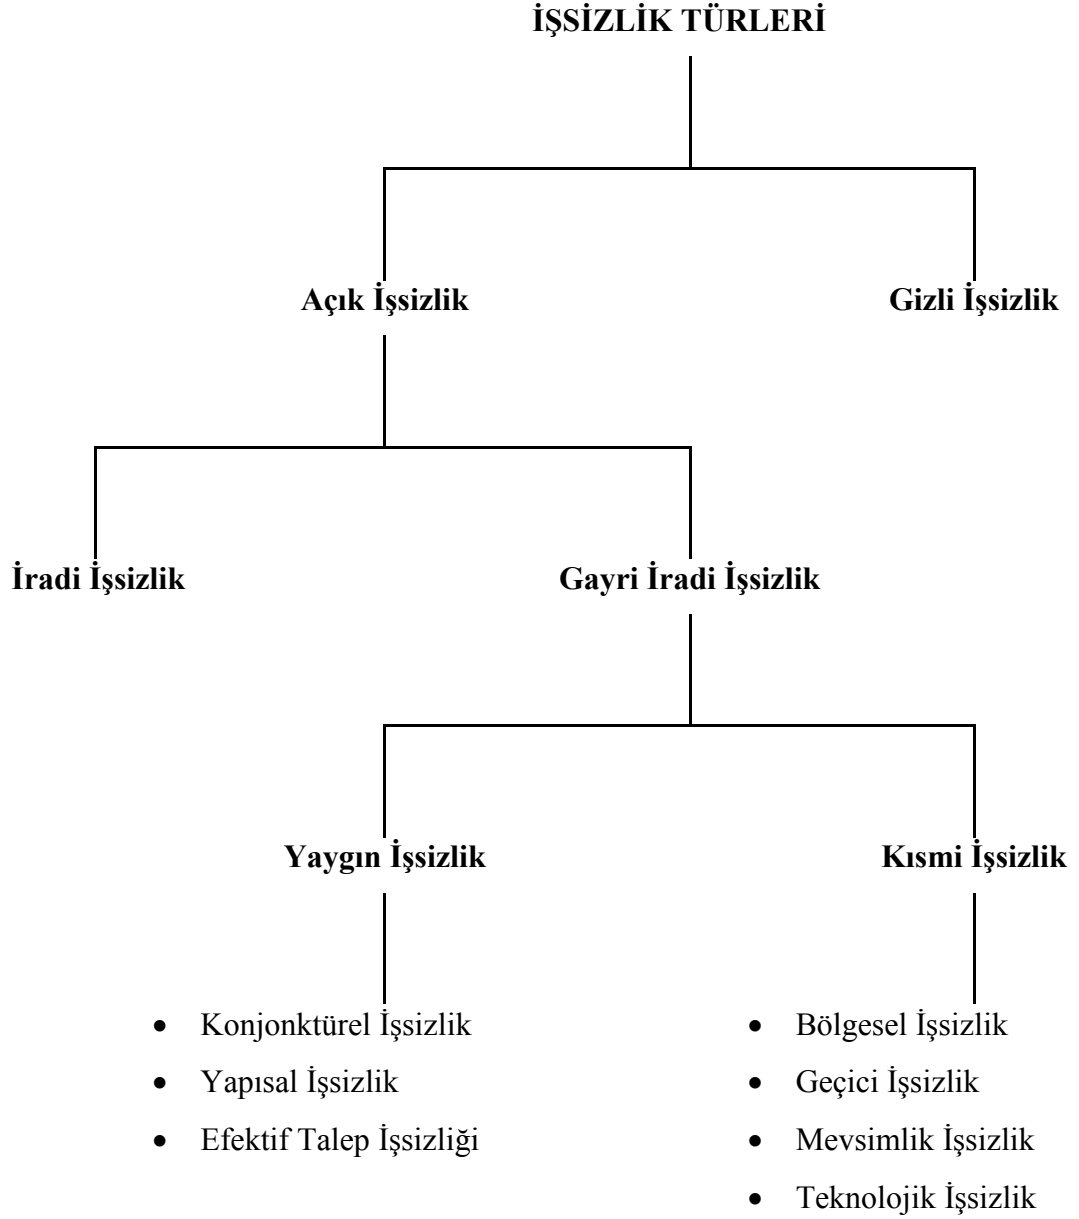 İŞSİZLİK TÜRLERİ
Açık İşsizlik
Gizli İşsizlik
İradi İşsizlik
Gayri İradi İşsizlik
Yaygın İşsizlik
Kısmi İşsizlik
• Konjonktürel İşsizlik
• Yapısal İşsizlik
• Efektif Talep İşsizliği
• Bölgesel İşsizlik
• Geçici İşsizlik
• Mevsimlik İşsizlik
• Teknolojik İşsizlik